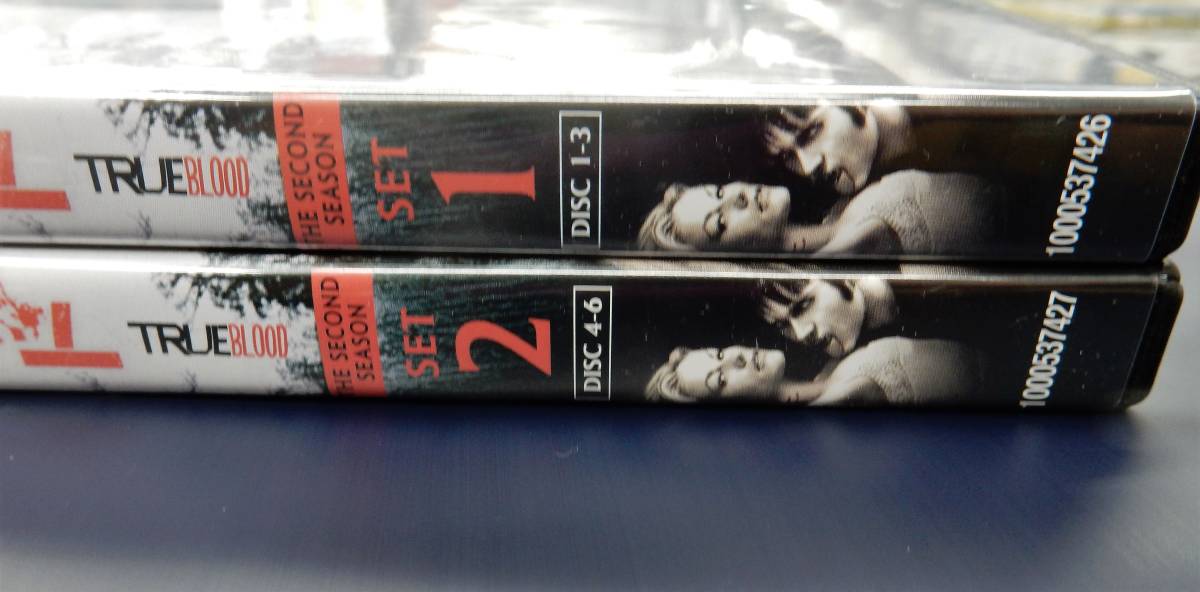 TRUEBLOOD
THE SECOND
SEASON
SET
1
DISC 1-3
1000537426
TRUEBLOOD
THE SECOND
SEASON
SET
2
DISC 4-6
1000537427